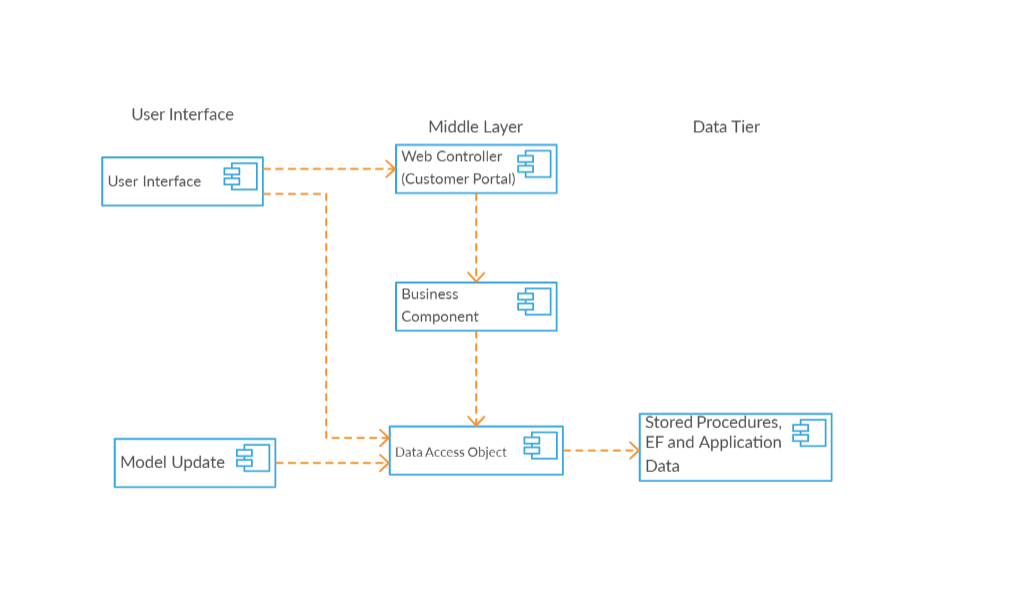 User Interface
Middle Layer
Data Tier
User Interface
Web Controller
(Customer Portal)
Business
Component
Model Update
Data Access Object
Stored Procedures,
EF and Application
Data